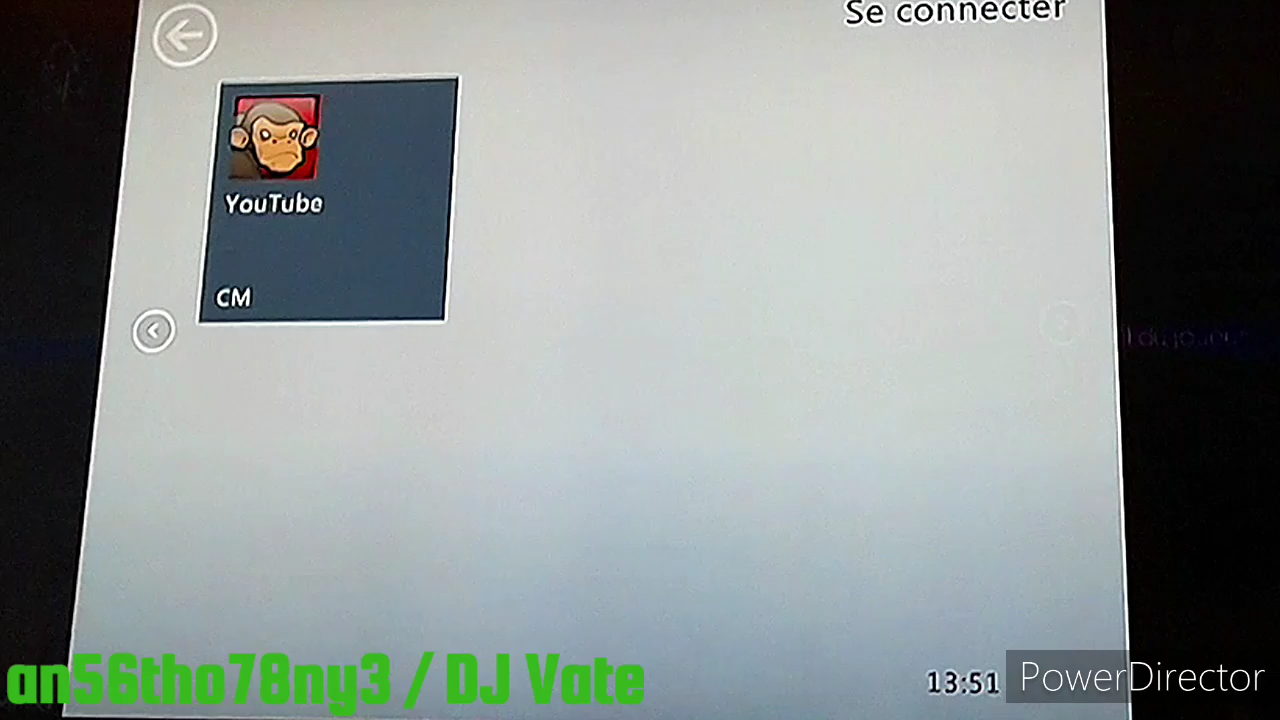 Se connecter
YouTube
CM
13:51
PowerDirector
an56tho78ny3 / DJ Vate